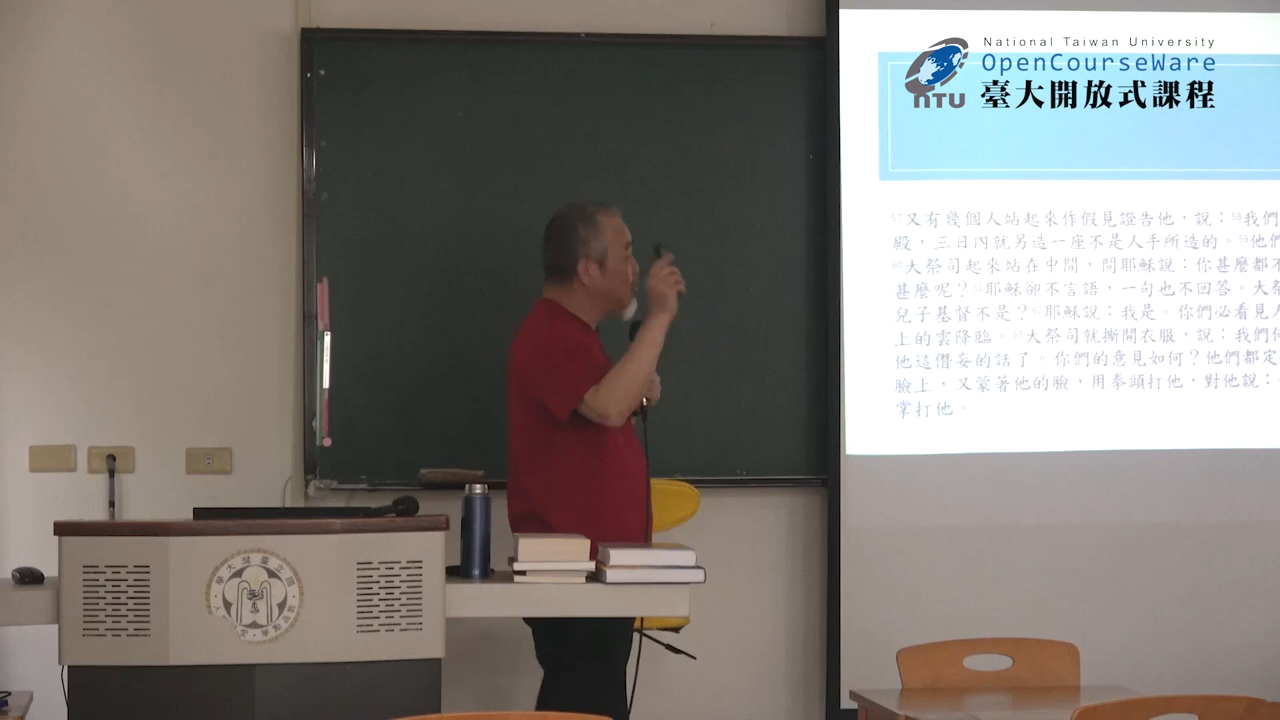 National Taiwan University
OpenCourseWare
NTU
臺大開放式課程
57又有幾個人站起來作假見證告他，說：58我們
殿，三日內就另造一座不是人手所造的。59他們
60大祭司起來站在中間，問耶穌說：你甚麼都不
甚麼呢？61耶穌卻不言語，一句也不回答。大祭
兒子基督不是？62耶穌說：我是。你們必看見人
上的雲降臨。63大祭司就撕開衣服，說：我們何
他這僭妄的話了。你們的意見如何？他們都定
臉上，又蒙著他的臉，用拳頭打他，對他說：
掌打他。